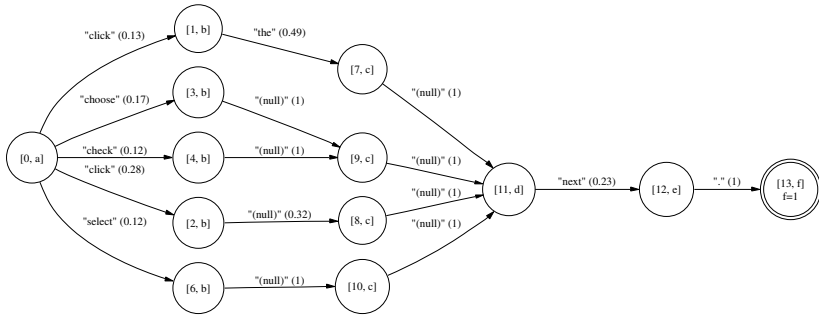 [1, b]
"click" (0.13)
"the" (0.49)
[7, c]
"(null)" (1)
[3, b]
"choose" (0.17)
"(null)" (1)
[0, a]
"check" (0.12)
[4, b]
"(null)" (1)
[9, c]
"(null)" (1)
"click" (0.28)
"(null)" (1)
[11, d]
"next" (0.23)
[12, e]
"." (1)
[13, f]
f=1
[2, b]
"(null)" (0.32)
[8, c]
"select" (0.12)
"(null)" (1)
[6, b]
"(null)" (1)
[10, c]